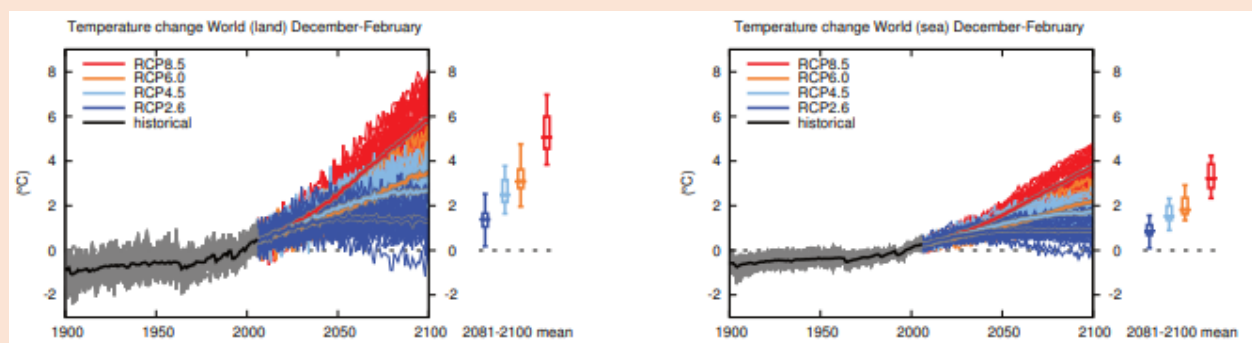 Temperature change World (land) December-February
RCP8.5
RCP6.0
RCP4.5
RCP2.6
historical
(°C)
8
6
4
2
0
-2
8
6
4
2
0
-2
1900
1950
2000
2050
2100
2081-2100 mean
Temperature change World (sea) December-February
RCP8.5
RCP6.0
RCP4.5
RCP2.6
historical
(°C)
8
6
4
2
0
-2
8
6
4
2
0
-2
1900
1950
2000
2050
2100
2081-2100 mean